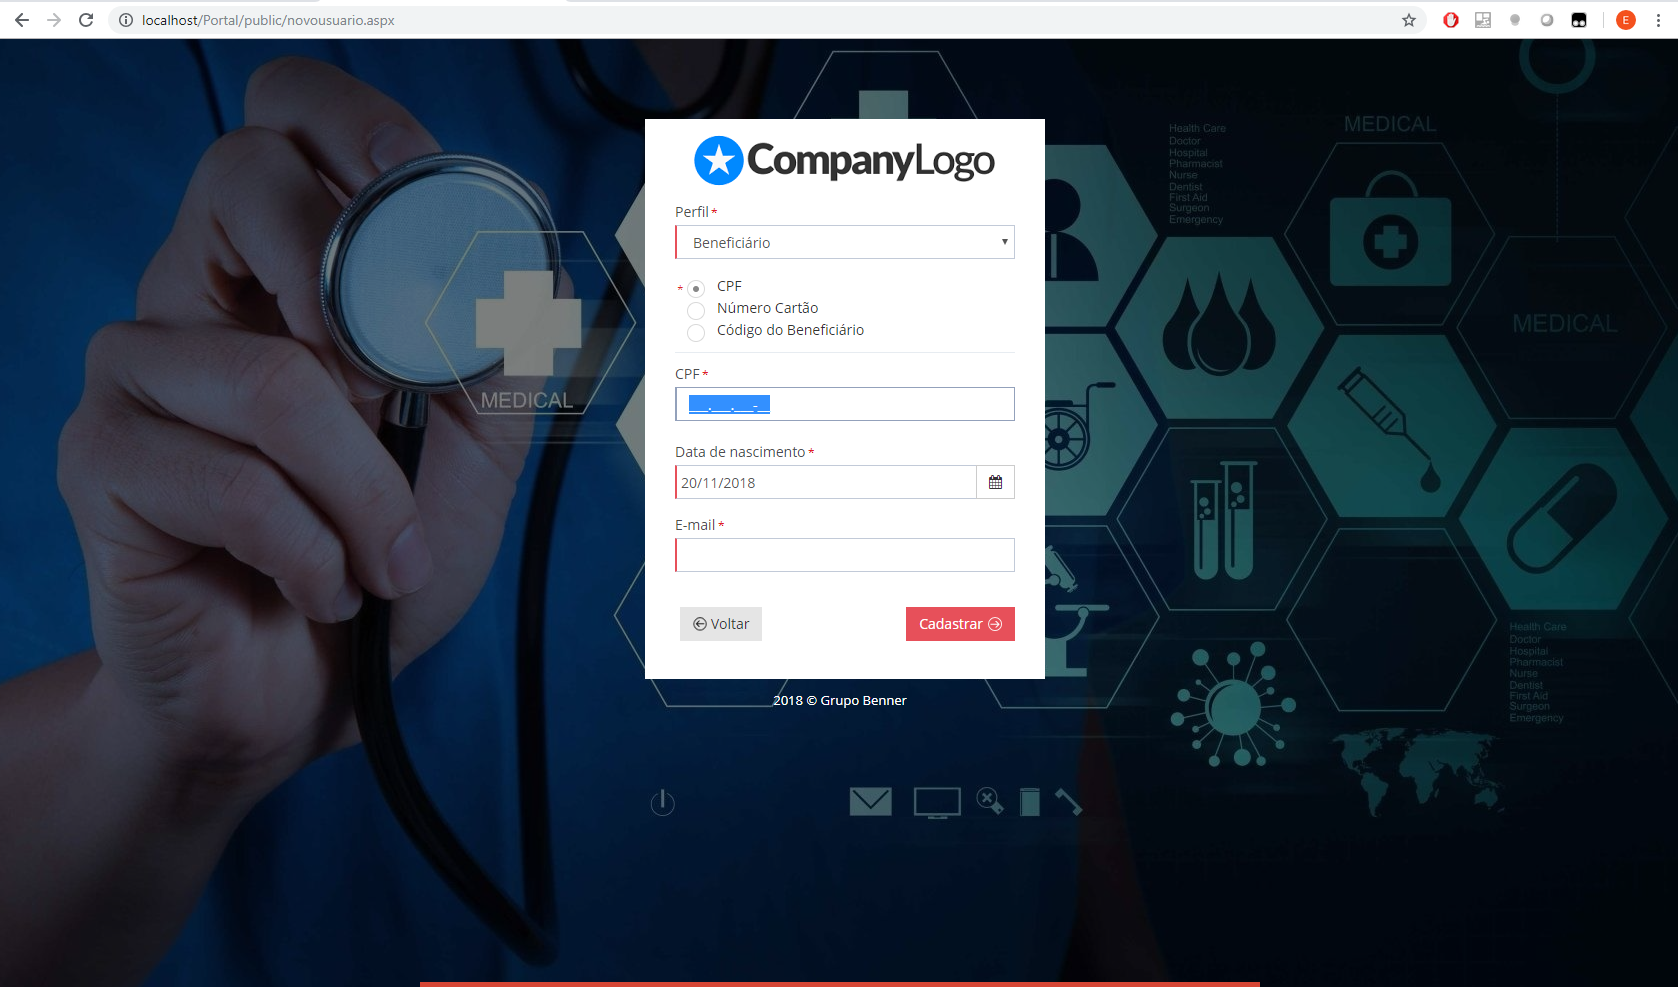 localhost/Portal/public/novousuario.aspx
E
CompanyLogo
Perfil *
Beneficiário
* CPF
Número Cartão
Código do Beneficiário
CPF *
___.___.___-__
Data de nascimento *
20/11/2018
E-mail *
Voltar
Cadastrar
2018 © Grupo Benner
MEDICAL
Health Care
Doctor
Hospital
Pharmacist
Nurse
Dentist
First Aid
Surgeon
Emergency
MEDICAL
MEDICAL
Health Care
Doctor
Hospital
Pharmacist
Nurse
Dentist
First Aid
Surgeon
Emergency